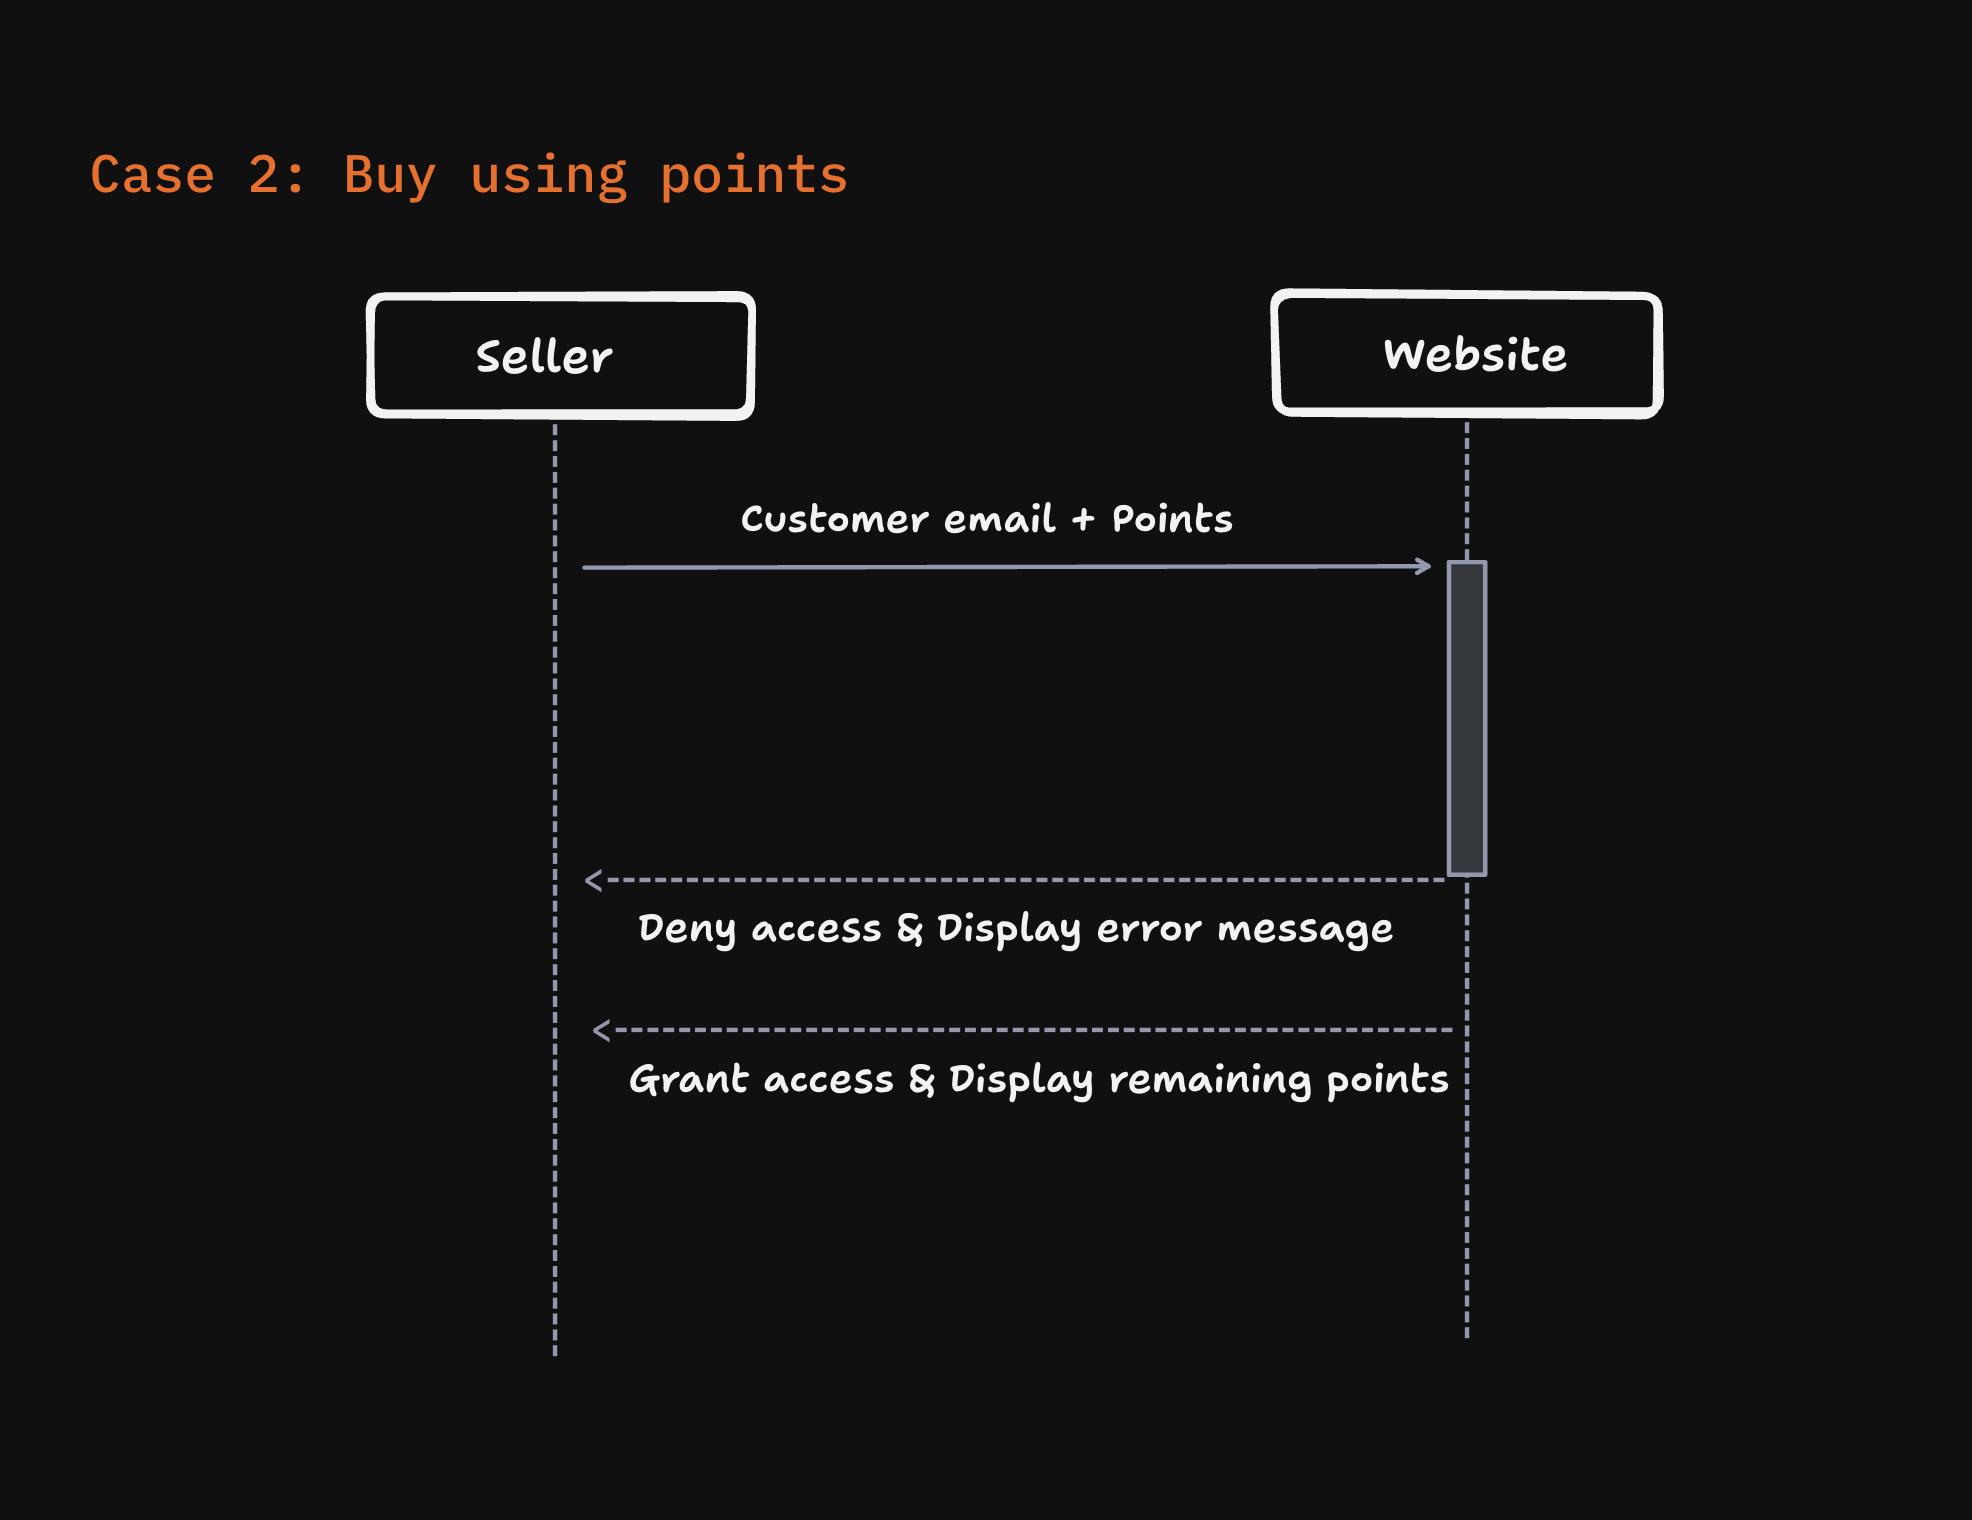 Case 2: Buy using points
Seller
Website
Customer email + Points
Deny access & Display error message
Grant access & Display remaining points